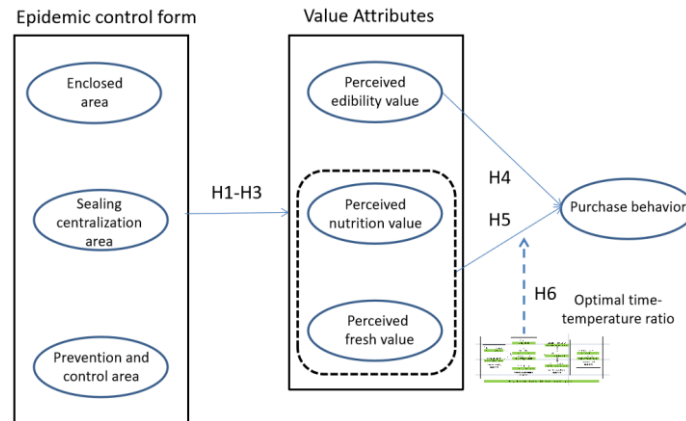 Epidemic control form
Value Attributes
Enclosed
area
Sealing
centralization
area
Prevention and
control area
H1-H3
Perceived
edibility value
Perceived
nutrition value
Perceived
fresh value
H4
H5
H6
Purchase behavior
Optimal time-
temperature ratio